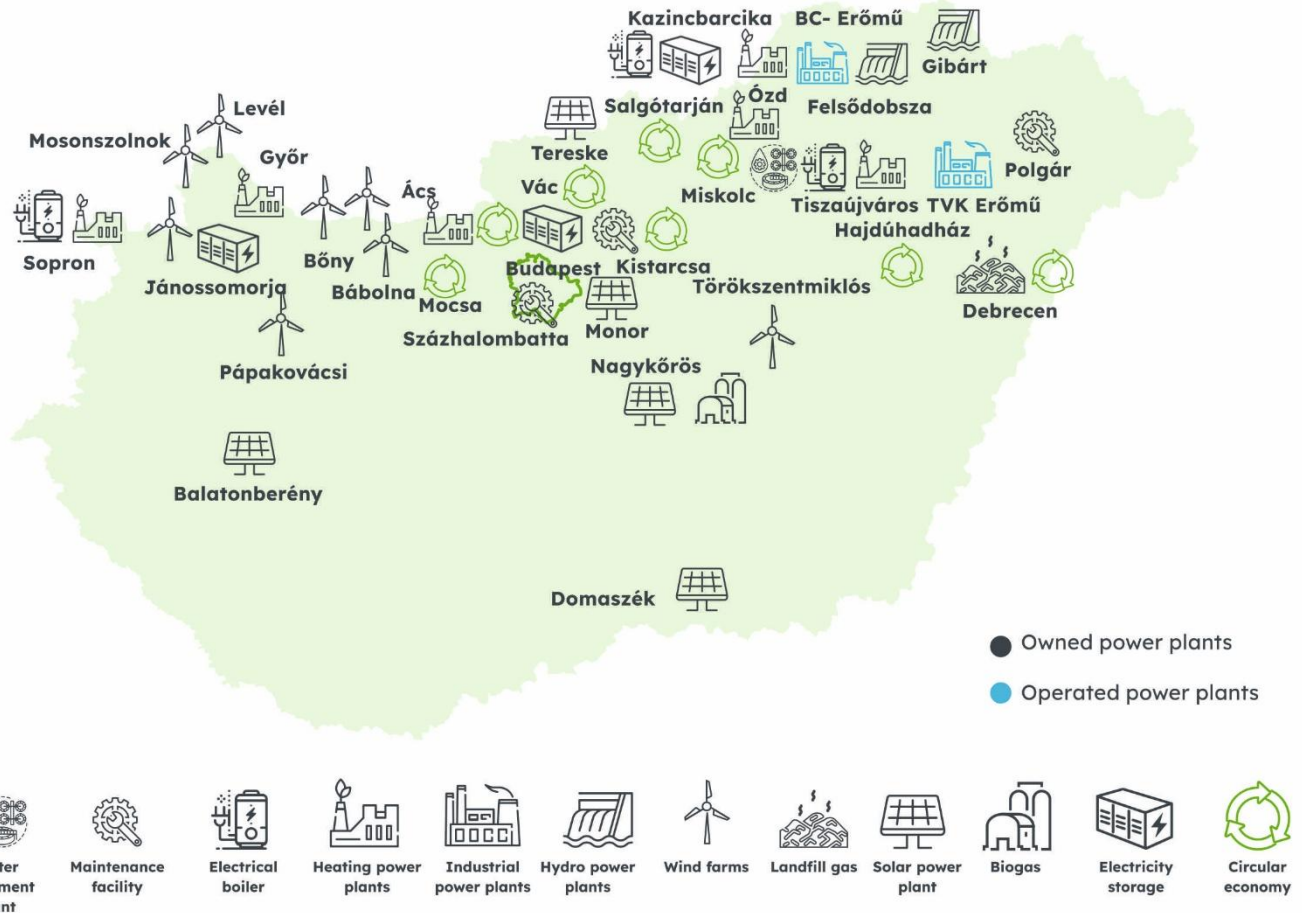 Kazincbarcika
BC- Erőmű
Gibárt
Levél
Mosonszolnok
Győr
Salgótarján
Ózd
Felsődobsza
Tereske
Vác
Miskolc
Polgár
Ács
Tiszaújváros
TVK Erőmű
Hajdúhadház
Sopron
Jánossomorja
Bőny
Bábolna
Mocsa
Budapest
Kistarcsa
Törökszentmiklós
Debrecen
Százhalombatta
Monor
Pápakovácsi
Nagykőrös
Balatonberény
Domaszék
Owned power plants
Operated power plants
Maintenance
facility
Electrical
boiler
Heating power
plants
Industrial
power plants
Hydro power
plants
Wind farms
Landfill gas
Solar power
plant
Biogas
Electricity
storage
Circular
economy